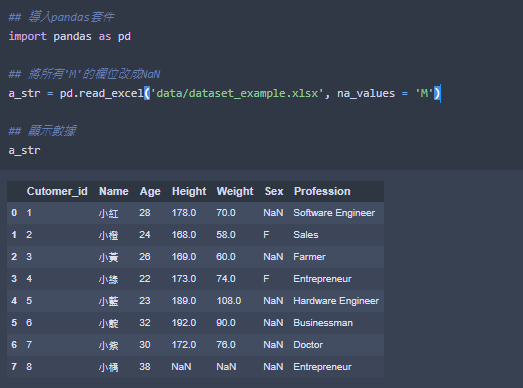 ## 導入pandas套件
import pandas as pd
## 將所有'M'的欄位改成NaN
a_str = pd.read_excel('data/dataset_example.xlsx', na_values = 'M')
## 顯示數據
a_str
Cutomer_id Name Age Height Weight Sex Profession
0 1 小紅 28 178.0 70.0 NaN Software Engineer
1 2 小橙 24 168.0 58.0 F Sales
2 3 小黃 26 169.0 60.0 NaN Farmer
3 4 小綠 22 173.0 74.0 F Entrepreneur
4 5 小藍 23 189.0 108.0 NaN Hardware Engineer
5 6 小靛 32 192.0 90.0 NaN Businessman
6 7 小紫 30 172.0 76.0 NaN Doctor
7 8 小橘 38 NaN NaN NaN Entrepreneur